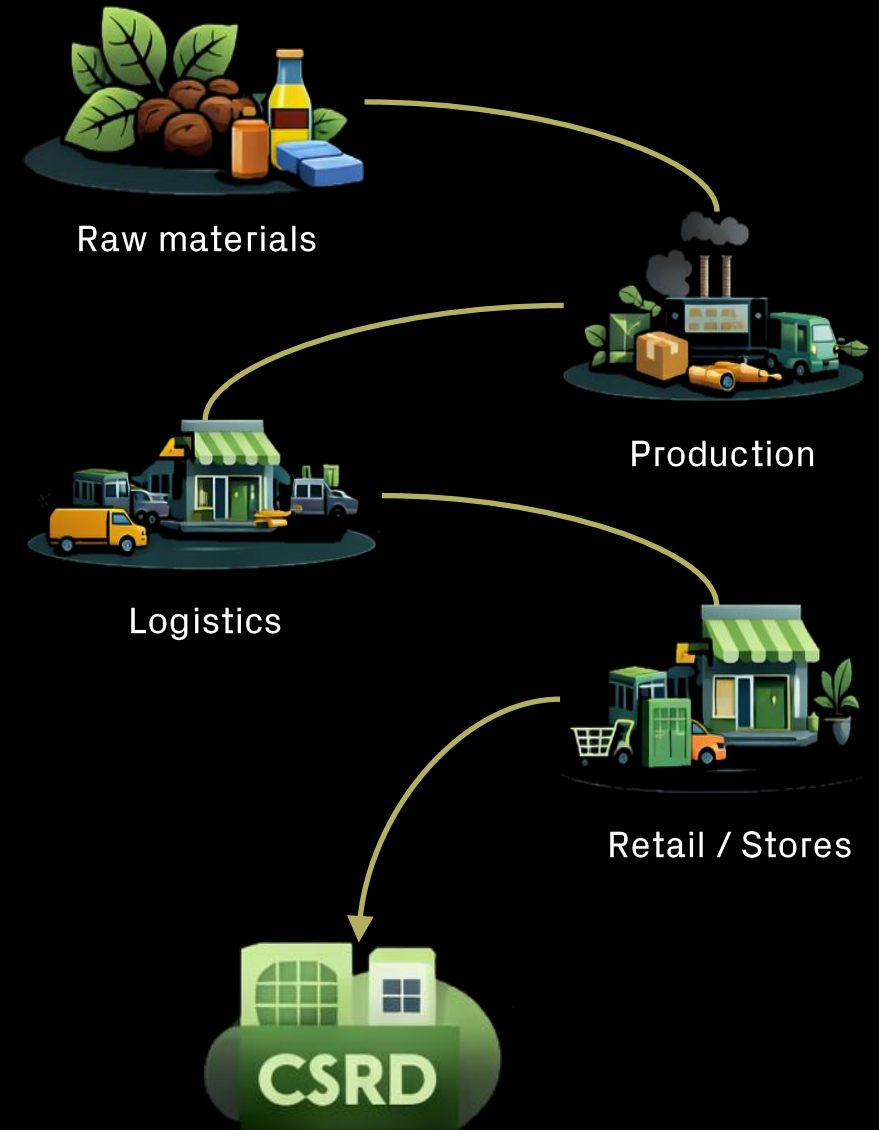 Raw materials
Production
Logistics
Retail / Stores
CSRD